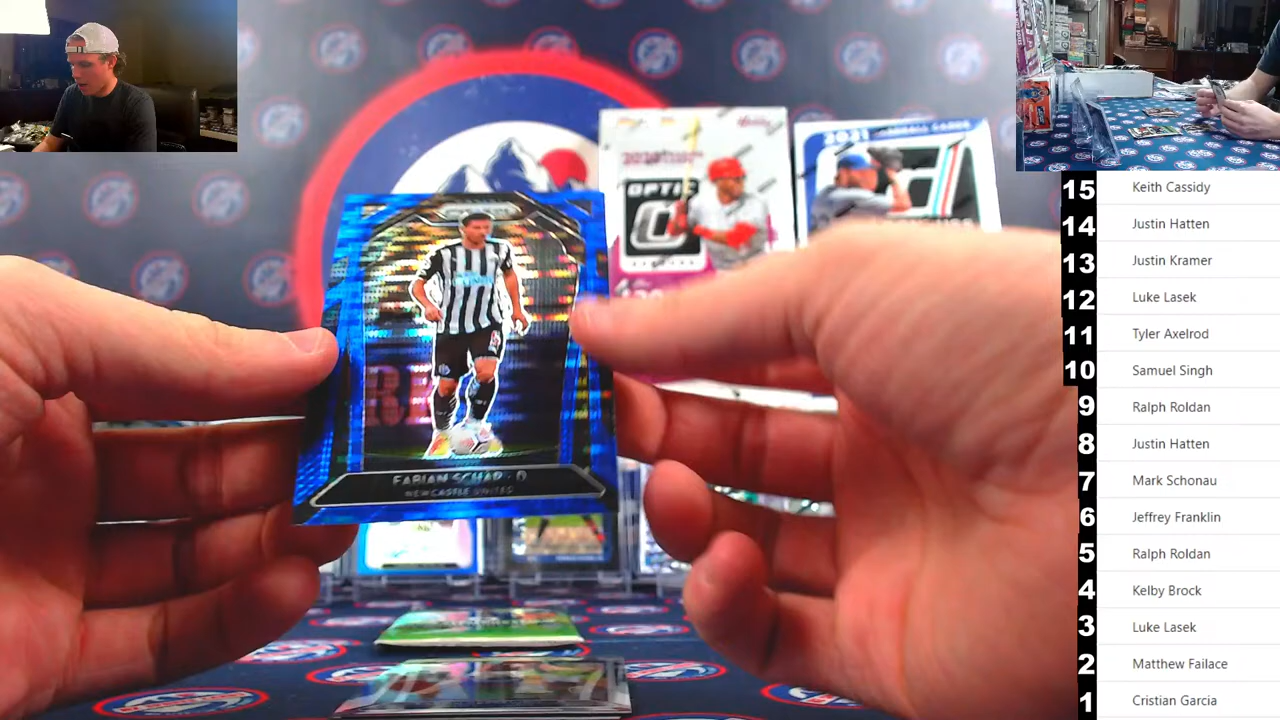 OPTIC
2021
FABIAN SCHAR - D
NEWCASTLE UNITED
15 Keith Cassidy
14 Justin Hatten
13 Justin Kramer
12 Luke Lasek
11 Tyler Axelrod
10 Samuel Singh
9 Ralph Roldan
8 Justin Hatten
7 Mark Schonau
6 Jeffrey Franklin
5 Ralph Roldan
4 Kelby Brock
3 Luke Lasek
2 Matthew Failace
1 Cristian Garcia